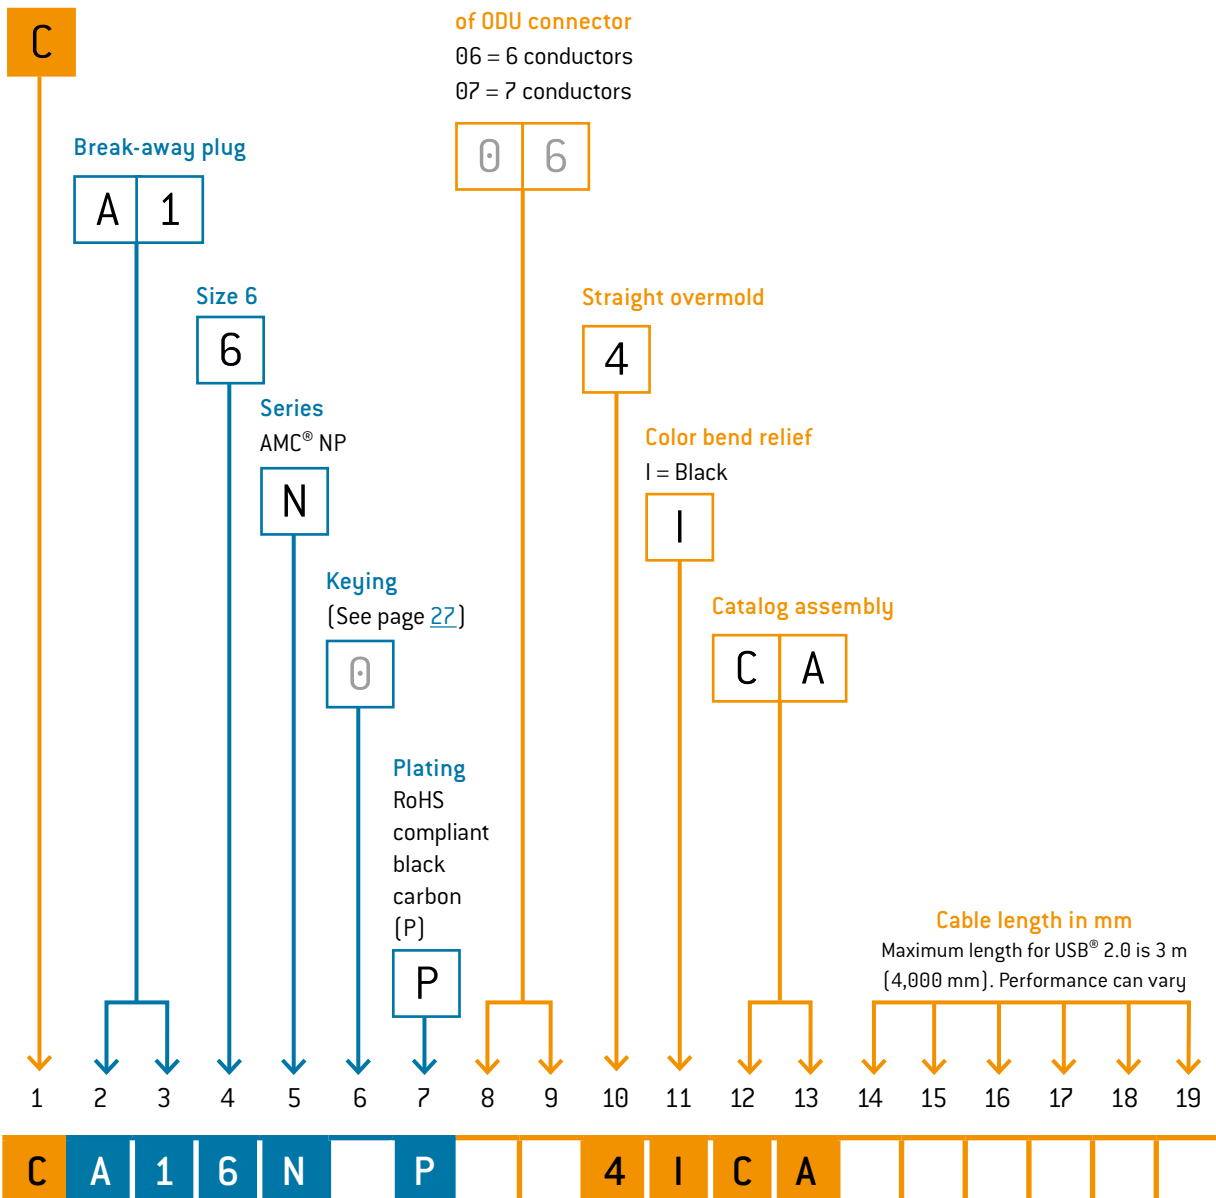 C
of ODU connector
06 = 6 conductors
07 = 7 conductors
0 6
Break-away plug
A 1
Size 6
6
Straight overmold
4
Series
AMC® NP
N
Color bend relief
I = Black
I
Keying
(See page 27)
0
Catalog assembly
C A
Plating
RoHS
compliant
black
carbon
(P)
P
Cable length in mm
Maximum length for USB® 2.0 is 3 m
(4,000 mm). Performance can vary
1 2 3 4 5 6 7 8 9 10 11 12 13 14 15 16 17 18 19
C A 1 6 N P 4 I C A